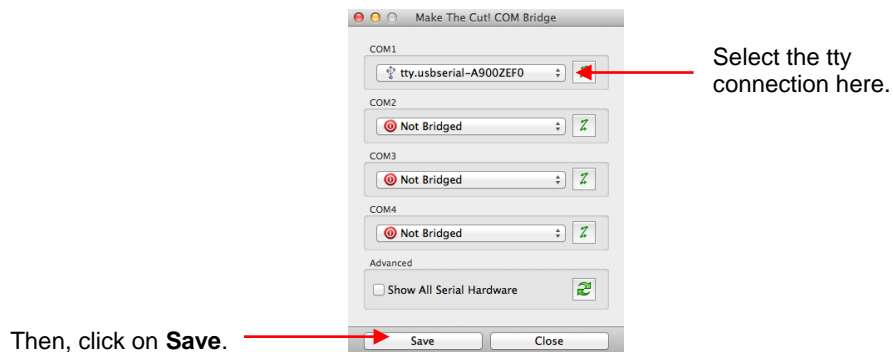 Make The Cut! COM Bridge
COM1
tty.usbserial-A900ZEF0
Select the tty
connection here.
COM2
Not Bridged
COM3
Not Bridged
COM4
Not Bridged
Advanced
Show All Serial Hardware
Then, click on Save.
Save
Close